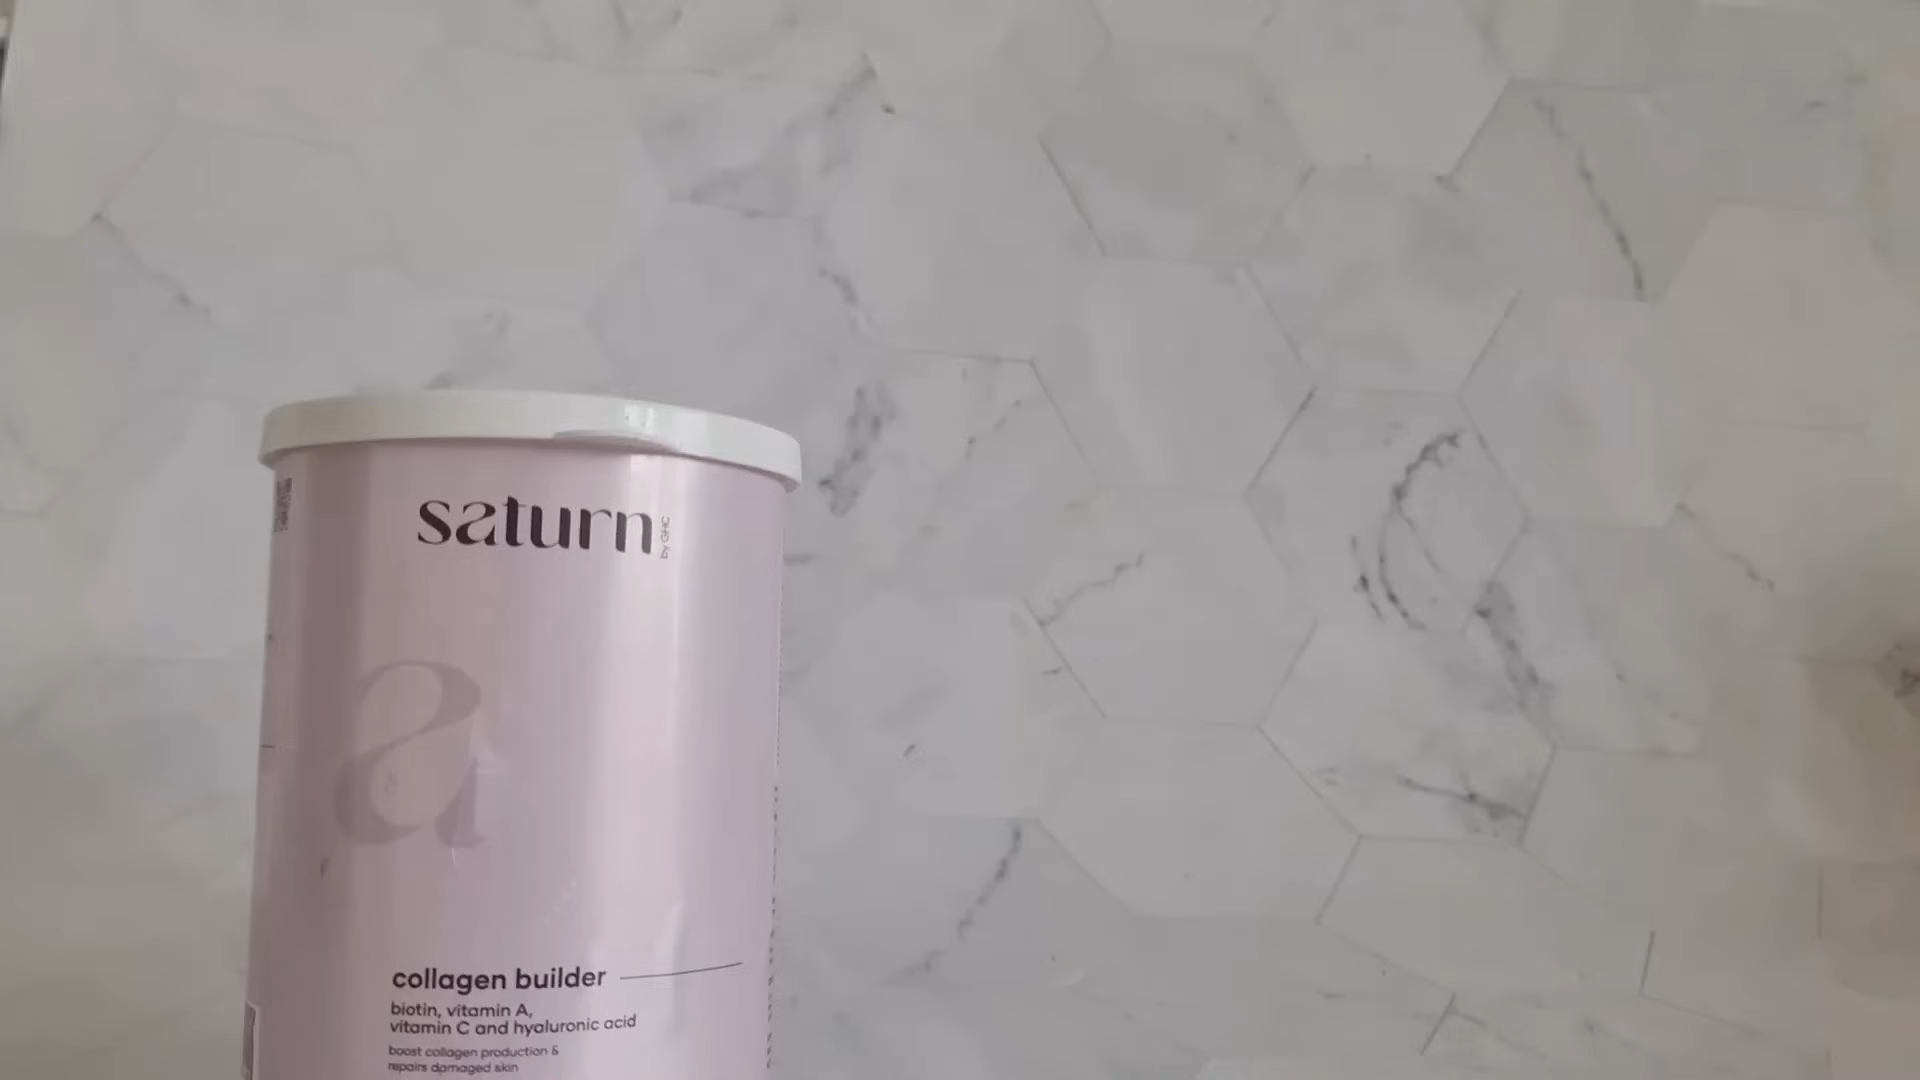 saturn
by GHC
a
collagen builder
biotin, vitamin A,
vitamin C and hyaluronic acid
boost collagen production &
repairs damaged skin